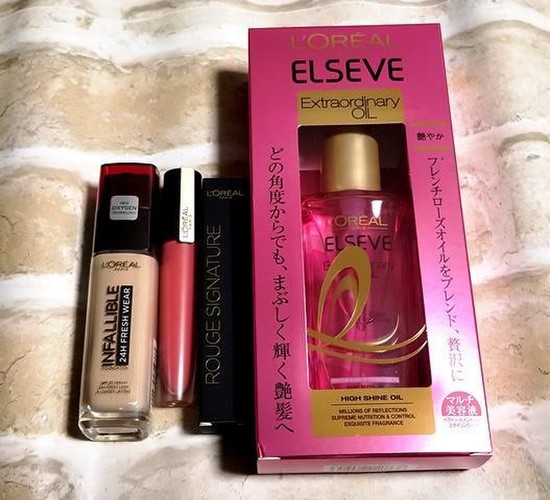 L'ORÉAL
ELSEVE
Extraordinary
OIL
艶やか
どの角度からでも、まぶしく輝く艶髪へ
フレンチローズ・オイルをブレンド、贅沢に
L'ORÉAL
ELSEVE
HIGH SHINE OIL
MILLIONS OF REFLECTIONS
SUPREME NUTRITION & CONTROL
EXQUISITE FRAGRANCE
マルチ
美容液
OXYGEN
L'ORÉAL
PARIS
INFALLIBLE
24H FRESH WEAR
FOUNDATION
L'ORÉAL
L'ORÉAL
PARIS
ROUGE SIGNATURE